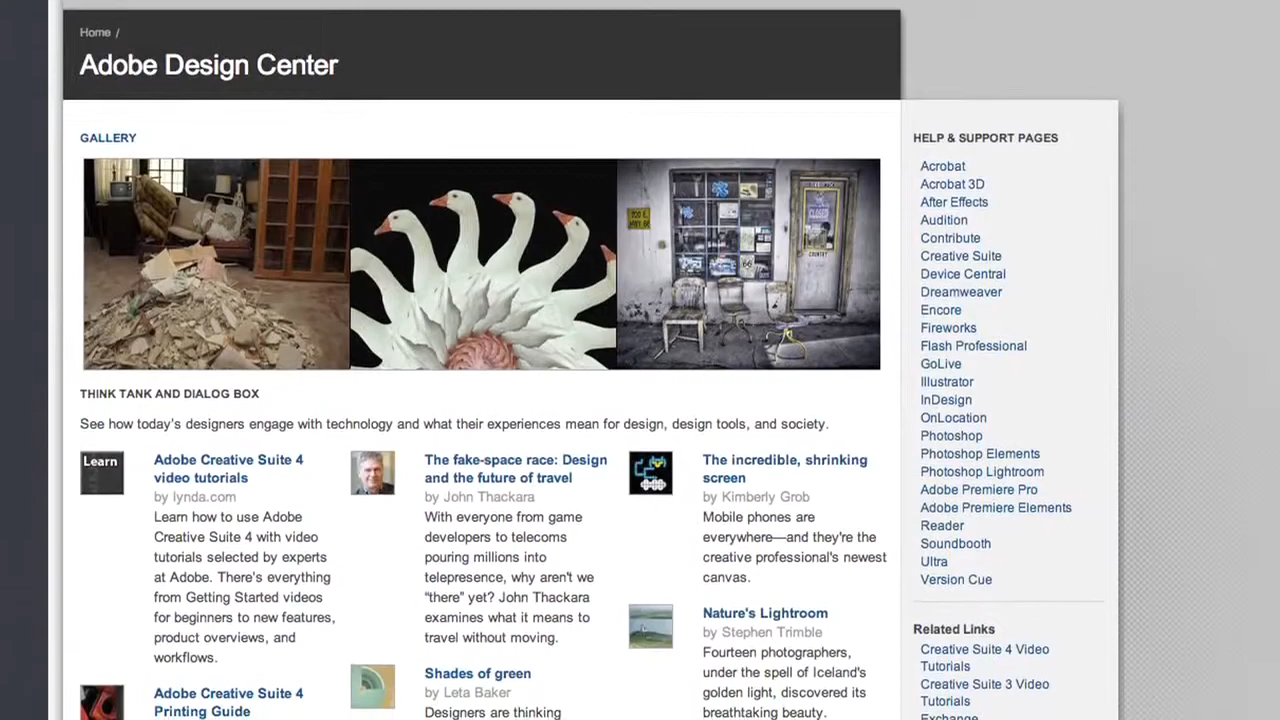 Home /
Adobe Design Center
GALLERY
THINK TANK AND DIALOG BOX
See how today's designers engage with technology and what their experiences mean for design, design tools, and society.
Learn
Adobe Creative Suite 4
video tutorials
by lynda.com
Learn how to use Adobe
Creative Suite 4 with video
tutorials selected by experts
at Adobe. There's everything
from Getting Started videos
for beginners to new features,
product overviews, and
workflows.
Adobe Creative Suite 4
Printing Guide
The fake-space race: Design
and the future of travel
by John Thackara
With everyone from game
developers to telecoms
pouring millions into
telepresence, why aren't we
“there” yet? John Thackara
examines what it means to
travel without moving.
Shades of green
by Leta Baker
Designers are thinking
The incredible, shrinking
screen
by Kimberly Grob
Mobile phones are
everywhere—and they're the
creative professional's newest
canvas.
Nature's Lightroom
by Stephen Trimble
Fourteen photographers,
under the spell of Iceland's
golden light, discovered its
breathtaking beauty.
HELP & SUPPORT PAGES
Acrobat
Acrobat 3D
After Effects
Audition
Contribute
Creative Suite
Device Central
Dreamweaver
Encore
Fireworks
Flash Professional
GoLive
Illustrator
InDesign
OnLocation
Photoshop
Photoshop Elements
Photoshop Lightroom
Adobe Premiere Pro
Adobe Premiere Elements
Reader
Soundbooth
Ultra
Version Cue
Related Links
Creative Suite 4 Video
Tutorials
Creative Suite 3 Video
Tutorials
Exchange